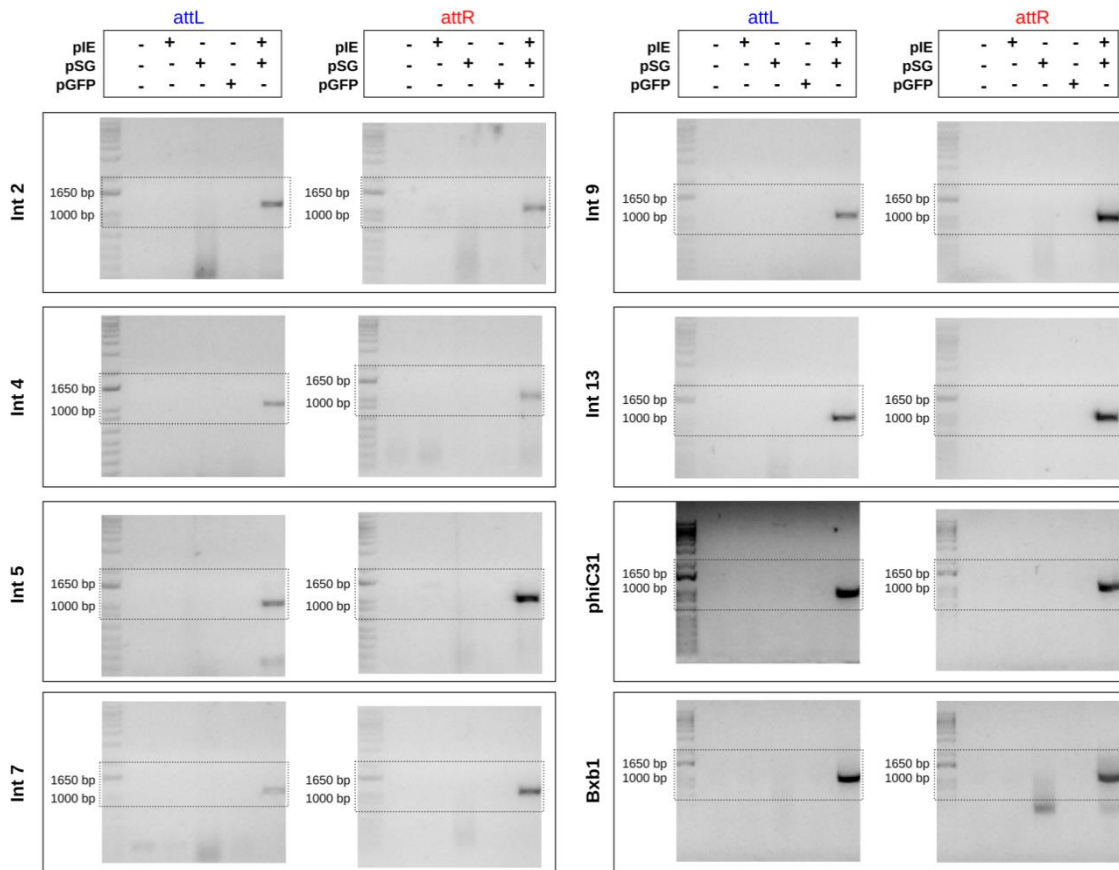 attL
attR
attL
attR
pIE - + - - +
pSG - - + - +
pGFP - - - + -
pIE - + - - +
pSG - - + - +
pGFP - - - + -
pIE - + - - +
pSG - - + - +
pGFP - - - + -
pIE - + - - +
pSG - - + - +
pGFP - - - + -
Int 2
1650 bp
1000 bp
1650 bp
1000 bp
Int 9
1650 bp
1000 bp
1650 bp
1000 bp
Int 4
1650 bp
1000 bp
1650 bp
1000 bp
Int 13
1650 bp
1000 bp
1650 bp
1000 bp
Int 5
1650 bp
1000 bp
1650 bp
1000 bp
phiC31
1650 bp
1000 bp
1650 bp
1000 bp
Int 7
1650 bp
1000 bp
1650 bp
1000 bp
Bxb1
1650 bp
1000 bp
1650 bp
1000 bp